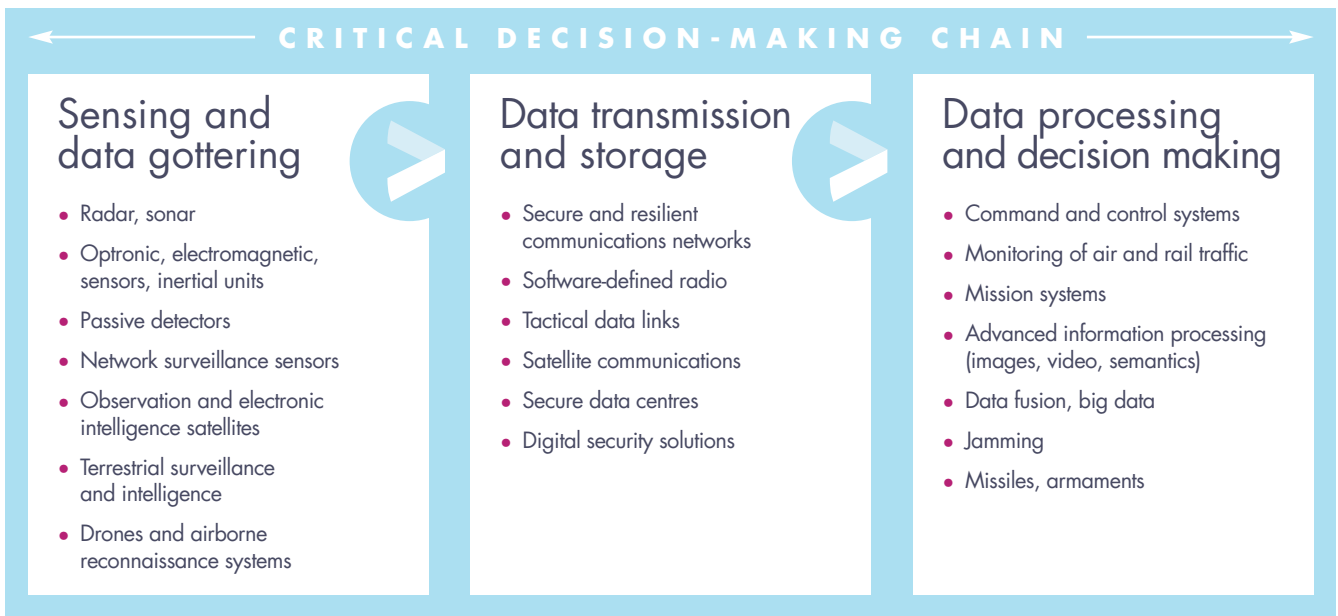 CRITICAL DECISION-MAKING CHAIN
Sensing and
data gottering
• Radar, sonar
• Optronic, electromagnetic,
sensors, inertial units
• Passive detectors
• Network surveillance sensors
• Observation and electronic
intelligence satellites
• Terrestrial surveillance
and intelligence
• Drones and airborne
reconnaissance systems
Data transmission
and storage
• Secure and resilient
communications networks
• Software-defined radio
• Tactical data links
• Satellite communications
• Secure data centres
• Digital security solutions
Data processing
and decision making
• Command and control systems
• Monitoring of air and rail traffic
• Mission systems
• Advanced information processing
(images, video, semantics)
• Data fusion, big data
• Jamming
• Missiles, armaments